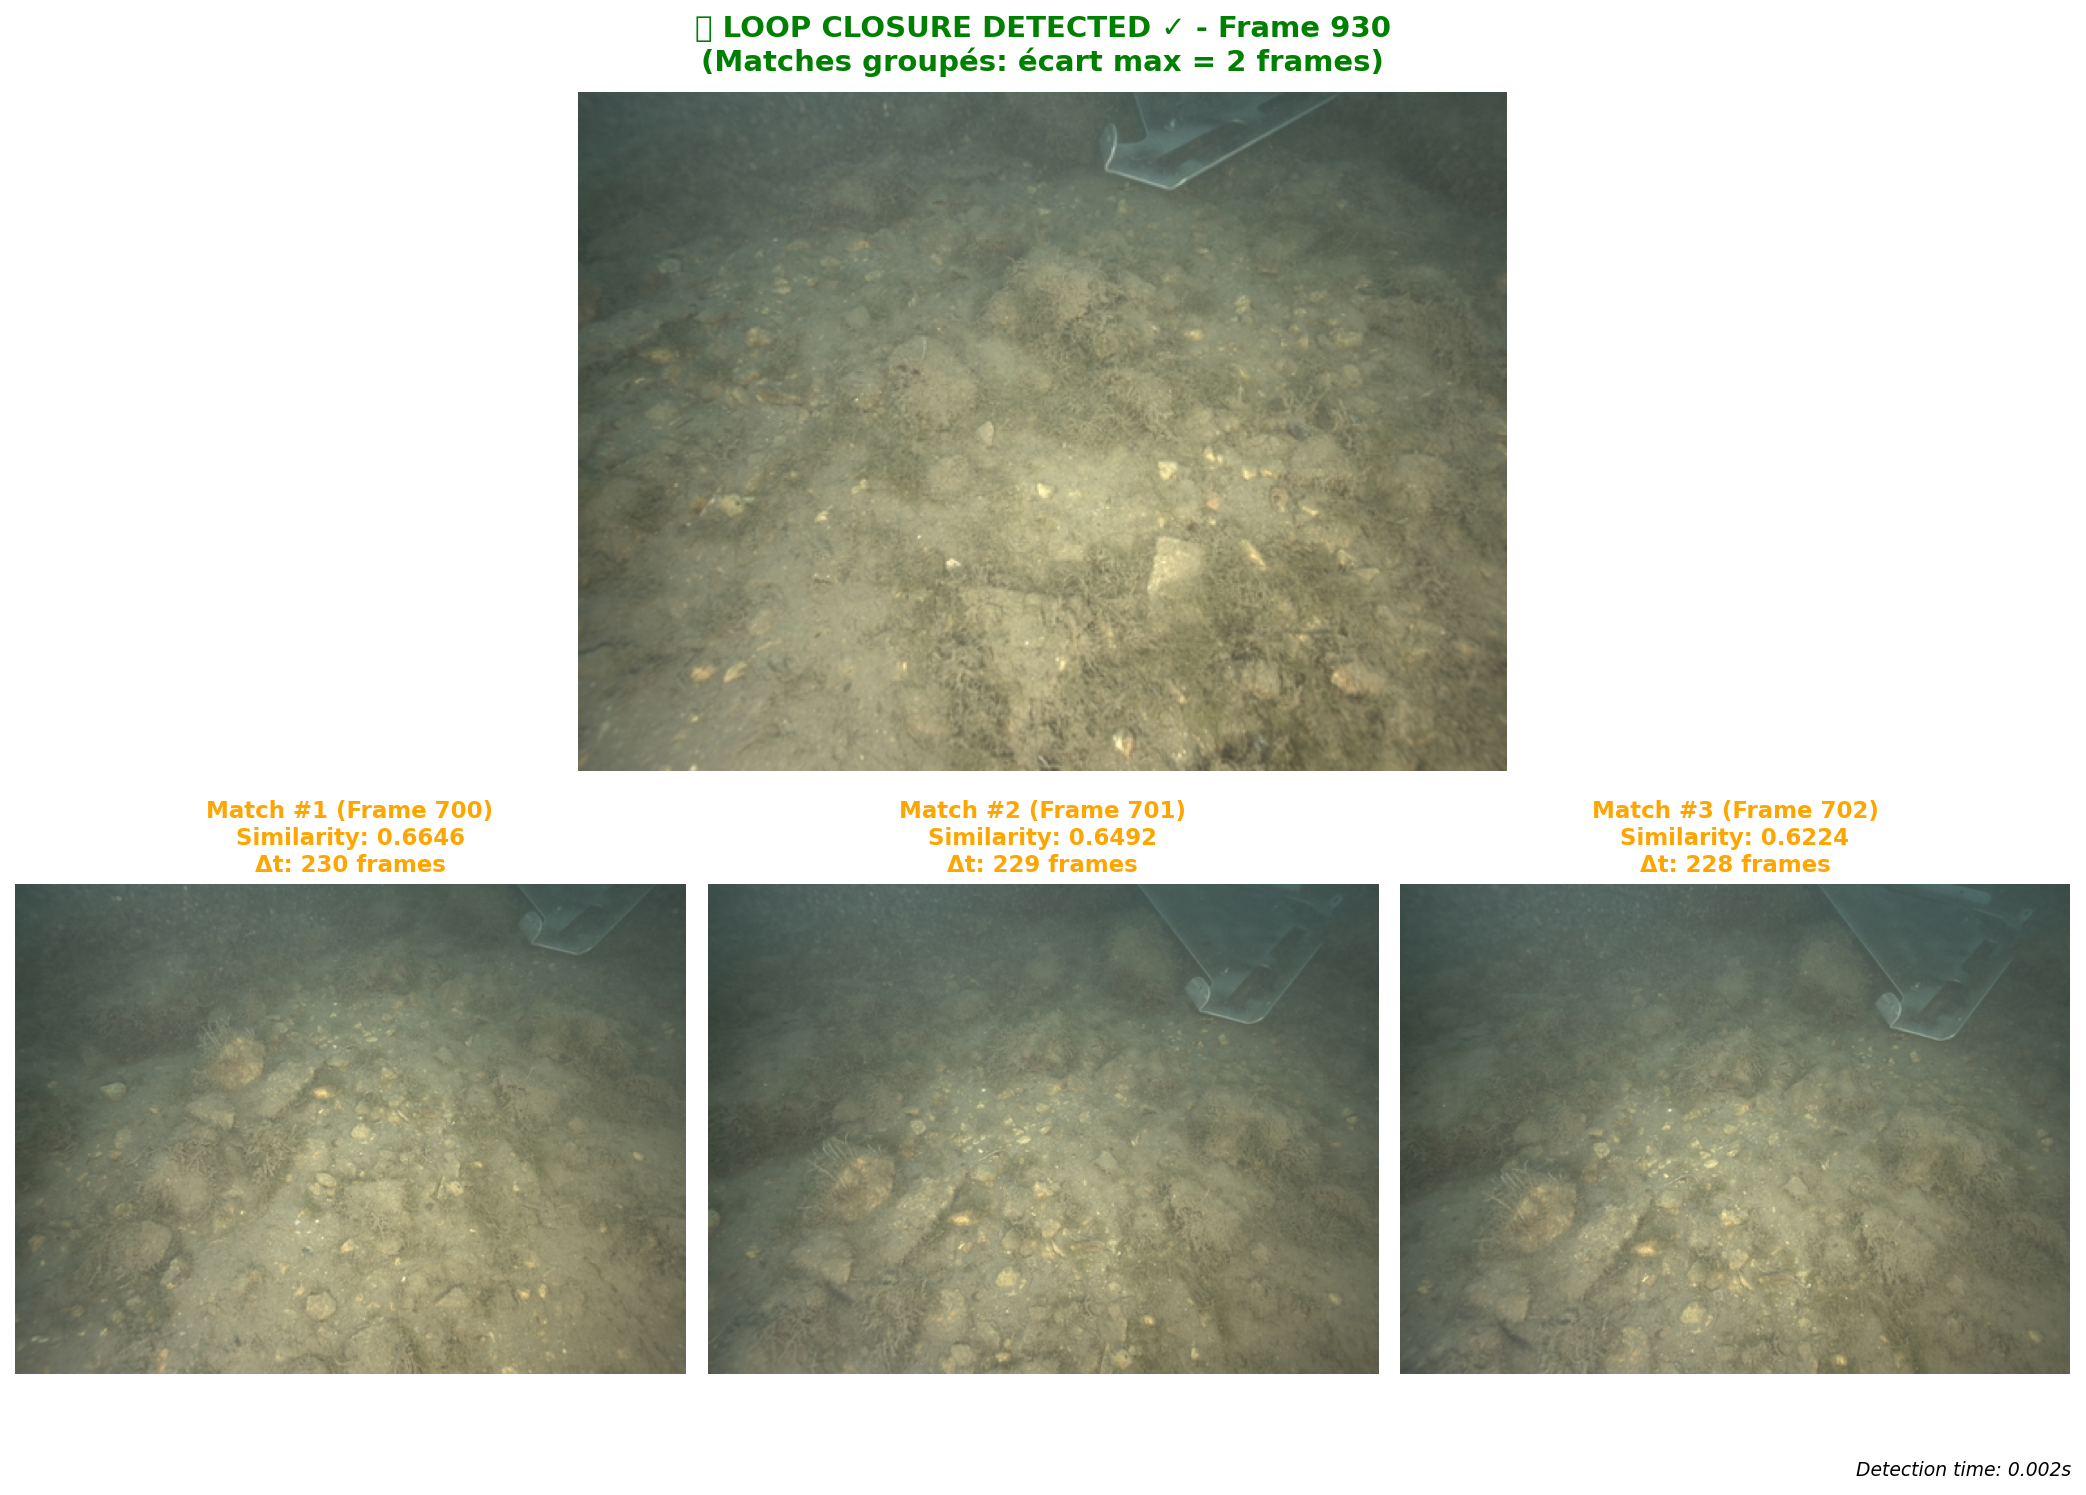 LOOP CLOSURE DETECTED ✓ - Frame 930
(Matches groupés: écart max = 2 frames)
Match #1 (Frame 700)
Similarity: 0.6646
Δt: 230 frames
Match #2 (Frame 701)
Similarity: 0.6492
Δt: 229 frames
Match #3 (Frame 702)
Similarity: 0.6224
Δt: 228 frames
Detection time: 0.002s